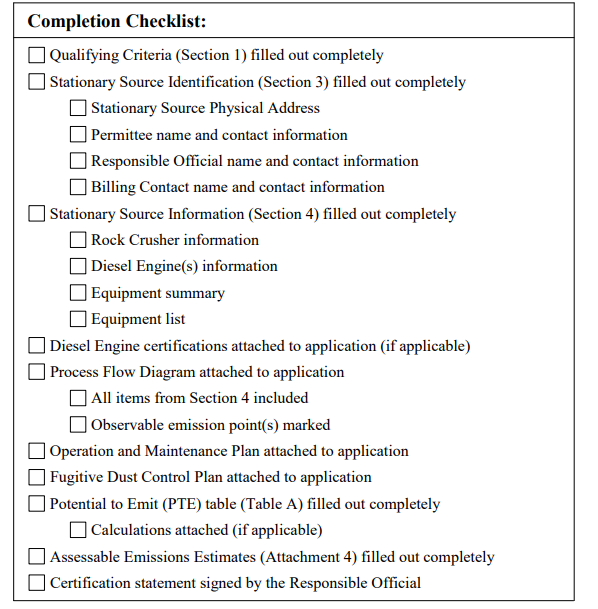 Completion Checklist:
Qualifying Criteria (Section 1) filled out completely
Stationary Source Identification (Section 3) filled out completely
Stationary Source Physical Address
Permittee name and contact information
Responsible Official name and contact information
Billing Contact name and contact information
Stationary Source Information (Section 4) filled out completely
Rock Crusher information
Diesel Engine(s) information
Equipment summary
Equipment list
Diesel Engine certifications attached to application (if applicable)
Process Flow Diagram attached to application
All items from Section 4 included
Observable emission point(s) marked
Operation and Maintenance Plan attached to application
Fugitive Dust Control Plan attached to application
Potential to Emit (PTE) table (Table A) filled out completely
Calculations attached (if applicable)
Assessable Emissions Estimates (Attachment 4) filled out completely
Certification statement signed by the Responsible Official